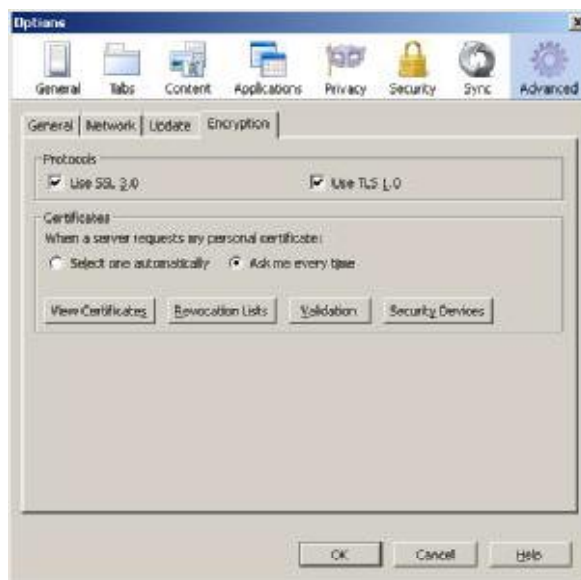 Options
General Tabs Content Applications Privacy Security Sync Advanced
General Network Update Encryption
Protocols
Use SSL 3.0 Use TLS 1.0
Certificates
When a server requests my personal certificate:
Select one automatically Ask me every time
View Certificates Revocation Lists Validation Security Devices
OK Cancel Help